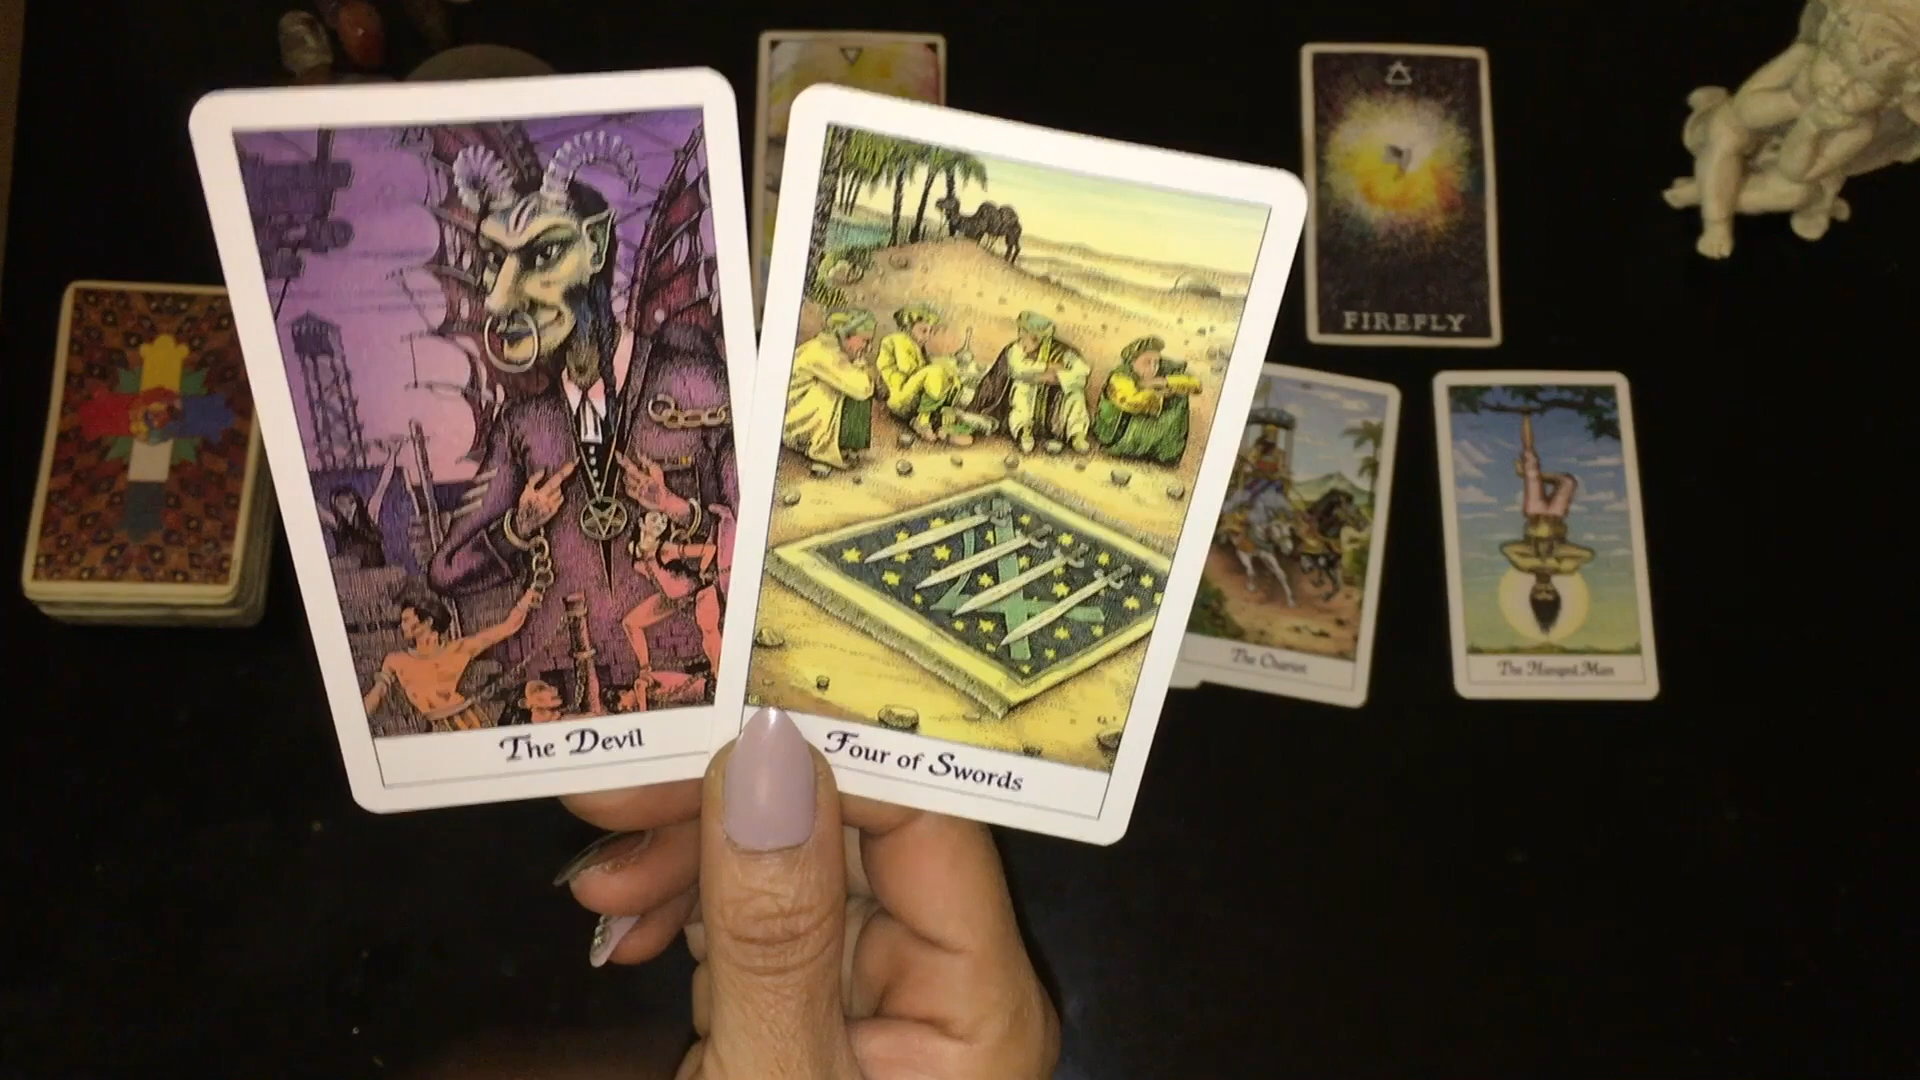 The Devil
Four of Swords
FIREFLY
The Chariot
The Hanged Man